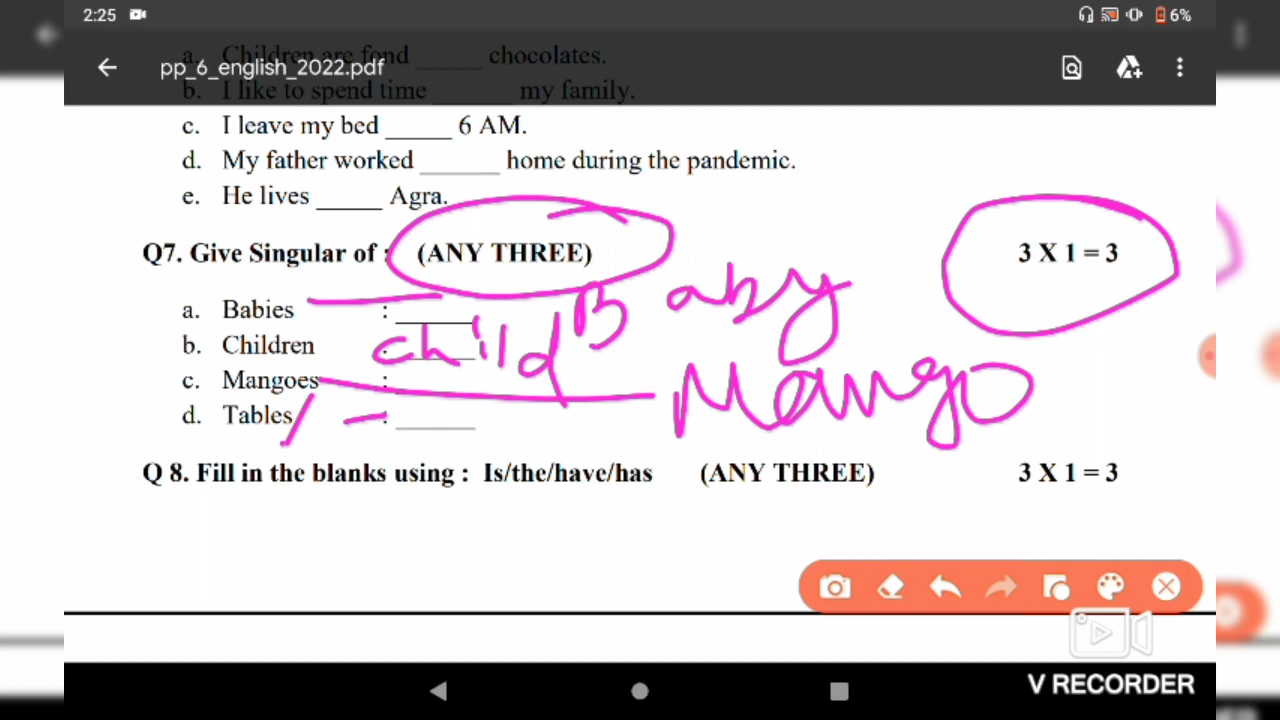 2:25 6%
a. Children are fond _____ chocolates.
pp_6_english_2022.pdf
b. I like to spend time ______ my family.
c. I leave my bed _____ 6 AM.
d. My father worked ______ home during the pandemic.
e. He lives _____ Agra.
Q7. Give Singular of : (ANY THREE) 3 X 1 = 3
a. Babies : ______ Baby
b. Children : ______ child
c. Mangoes : Mango
d. Tables : ______
Q 8. Fill in the blanks using : Is/the/have/has (ANY THREE) 3 X 1 = 3
V RECORDER